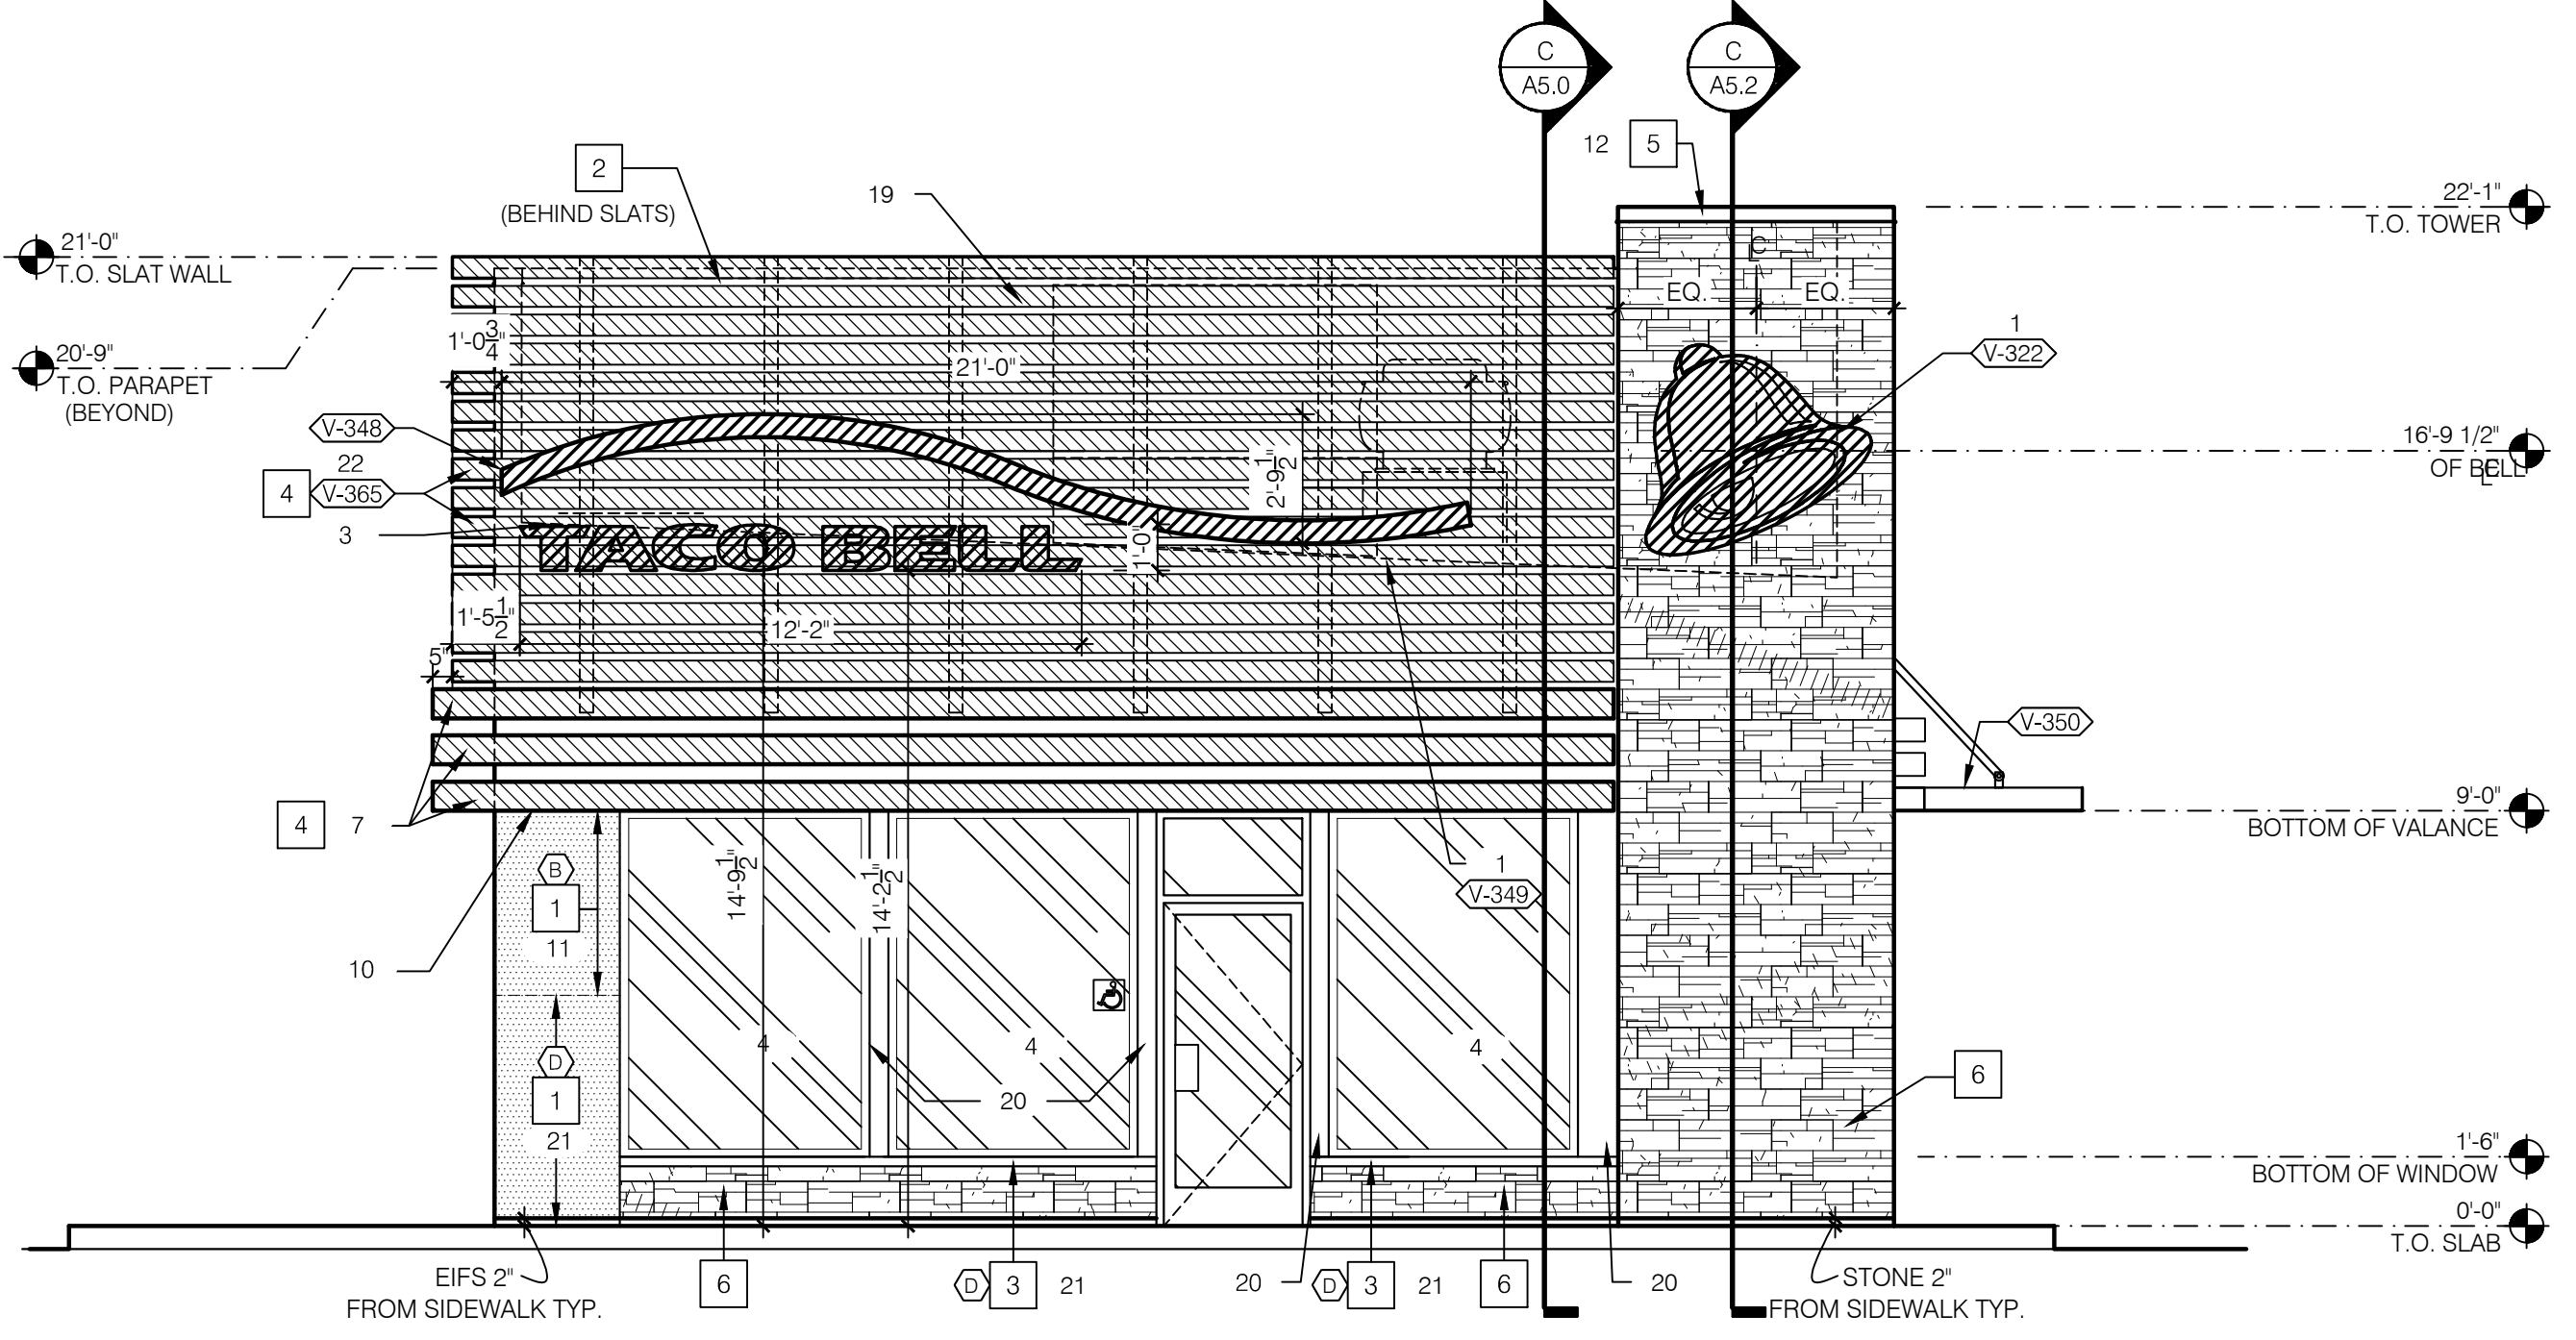 C
A5.0
C
A5.2
12 5
2
(BEHIND SLATS)
19
22'-1"
T.O. TOWER
21'-0"
T.O. SLAT WALL
20'-9"
T.O. PARAPET
(BEYOND)
CL
EQ. EQ.
1'-0 3/4"
21'-0"
1
V-322
V-348
22
4 V-365
3
2'-9 1/2"
16'-9 1/2"
CL OF BELL
TACO BELL
1'-0"
1'-5 1/2"
12'-2"
5"
V-350
4 7
9'-0"
BOTTOM OF VALANCE
B
1
11
14'-9 1/2"
14'-2 1/2"
1
V-349
10
4
4
4
D
1
21
20
6
1'-6"
BOTTOM OF WINDOW
0'-0"
T.O. SLAB
EIFS 2"
FROM SIDEWALK TYP.
6
D 3 21
20
D 3 21
6
20
STONE 2"
FROM SIDEWALK TYP.